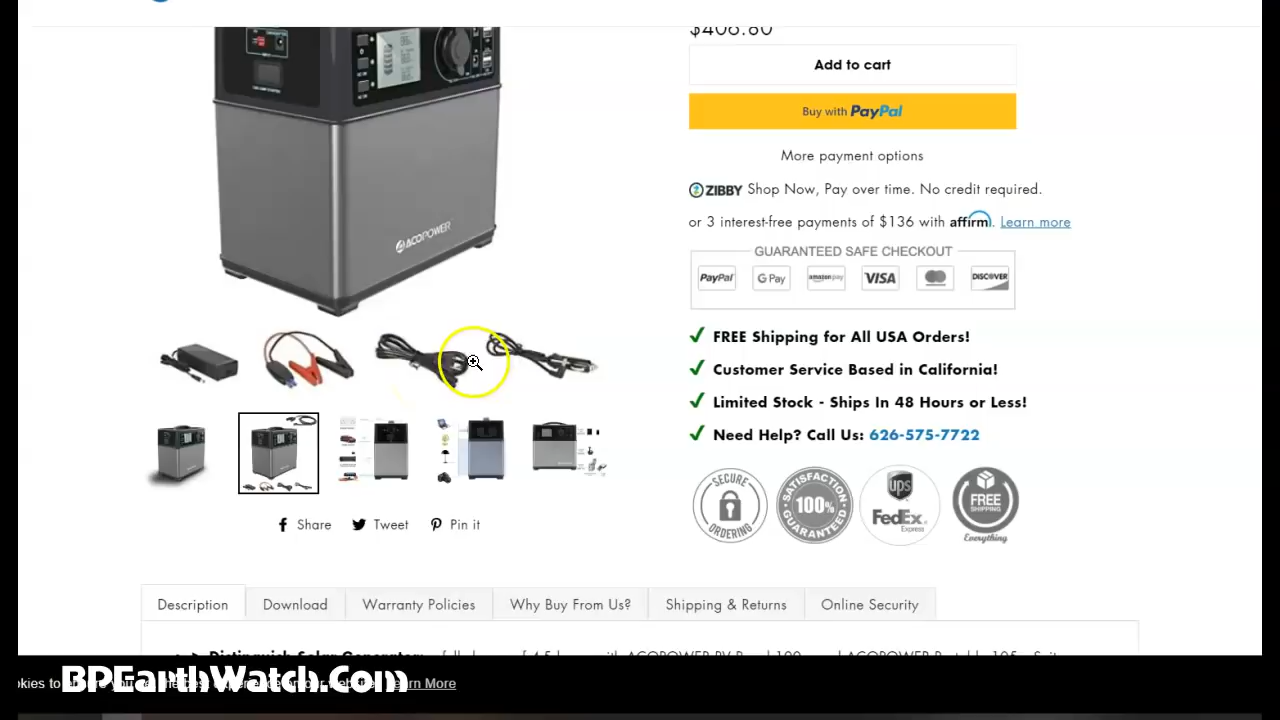 $406.80
Add to cart
Buy with PayPal
More payment options
ZIBBY Shop Now, Pay over time. No credit required.
or 3 interest-free payments of $136 with affirm. Learn more
GUARANTEED SAFE CHECKOUT
PayPal G Pay amazon pay VISA DISCOVER
ACOPOWER
✓ FREE Shipping for All USA Orders!
✓ Customer Service Based in California!
✓ Limited Stock - Ships In 48 Hours or Less!
✓ Need Help? Call Us: 626-575-7722
SECURE ORDERING
SATISFACTION 100% GUARANTEED
ups FedEx Express
FREE SHIPPING Everything
Share Tweet Pin it
Description Download Warranty Policies Why Buy From Us? Shipping & Returns Online Security
Distinguish Solar Generator:
BPEarthWatch.Com
Learn More